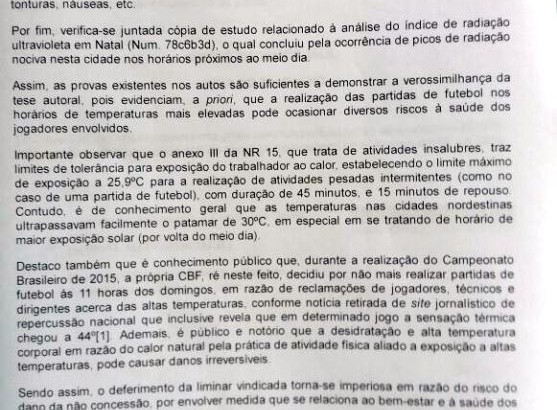 tonturas, náuseas, etc.
Por fim, verifica-se juntada cópia de estudo relacionado à análise do índice de radiação
ultravioleta em Natal (Num. 78c6b3d), o qual concluiu pela ocorrência de picos de radiação
nociva nesta cidade nos horários próximos ao meio dia.
Assim, as provas existentes nos autos são suficientes a demonstrar a verossimilhança da
tese autoral, pois evidenciam, a priori, que a realização das partidas de futebol nos
horários de temperaturas mais elevadas pode ocasionar diversos riscos à saúde dos
jogadores envolvidos.
Importante observar que o anexo III da NR 15, que trata de atividades insalubres, traz
limites de tolerância para exposição do trabalhador ao calor, estabelecendo o limite máximo
de exposição a 25,9ºC para a realização de atividades pesadas intermitentes (como no
caso de uma partida de futebol), com duração de 45 minutos, e 15 minutos de repouso.
Contudo, é de conhecimento geral que as temperaturas nas cidades nordestinas
ultrapassavam facilmente o patamar de 30ºC, em especial em se tratando de horário de
maior exposição solar (por volta do meio dia).
Destaco também que é conhecimento público que, durante a realização do Campeonato
Brasileiro de 2015, a própria CBF, ré neste feito, decidiu por não mais realizar partidas de
futebol às 11 horas dos domingos, em razão de reclamações de jogadores, técnicos e
dirigentes acerca das altas temperaturas, conforme notícia retirada de site jornalístico de
repercussão nacional que inclusive revela que em determinado jogo a sensação térmica
chegou a 44º[1]. Ademais, é público e notório que a desidratação e alta temperatura
corporal em razão do calor natural pela prática de atividade física aliado a exposição a altas
temperaturas, pode causar danos irreversíveis.
Sendo assim, o deferimento da liminar vindicada torna-se imperiosa em razão do risco do
dano da não concessão, por envolver medida que se relaciona ao bem-estar e à saúde dos